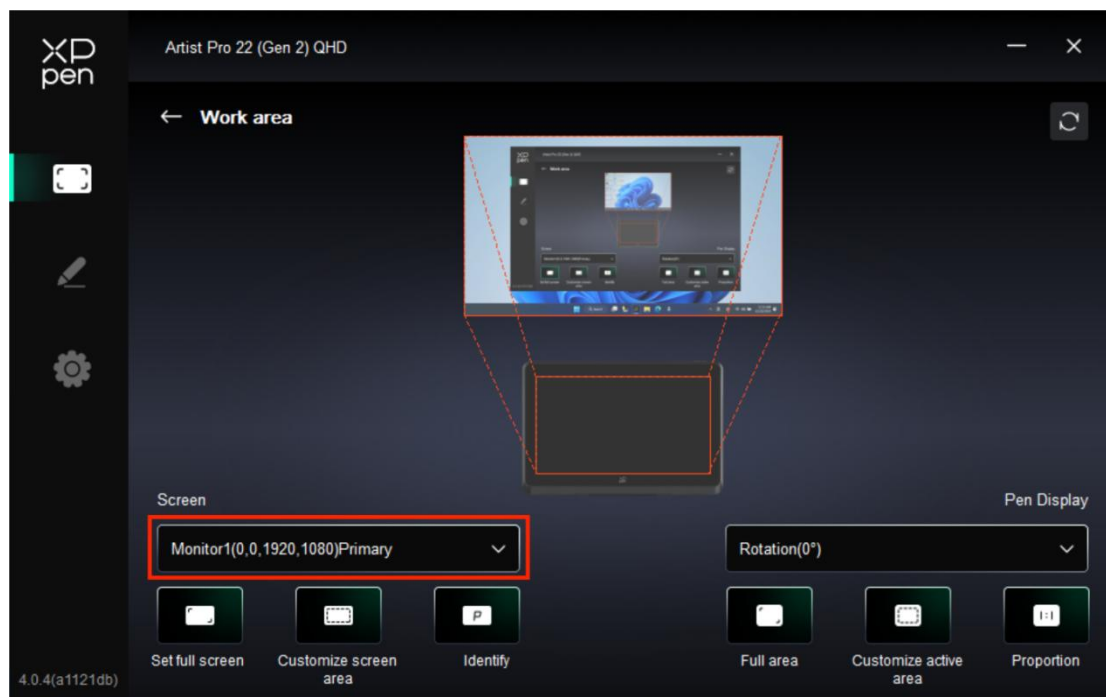 XP
pen
Artist Pro 22 (Gen 2) QHD
Work area
Screen
Pen Display
Monitor1(0,0,1920,1080)Primary
Rotation(0°)
Set full screen
Customize screen
area
Identify
Full area
Customize active
area
Proportion
4.0.4(a1121db)